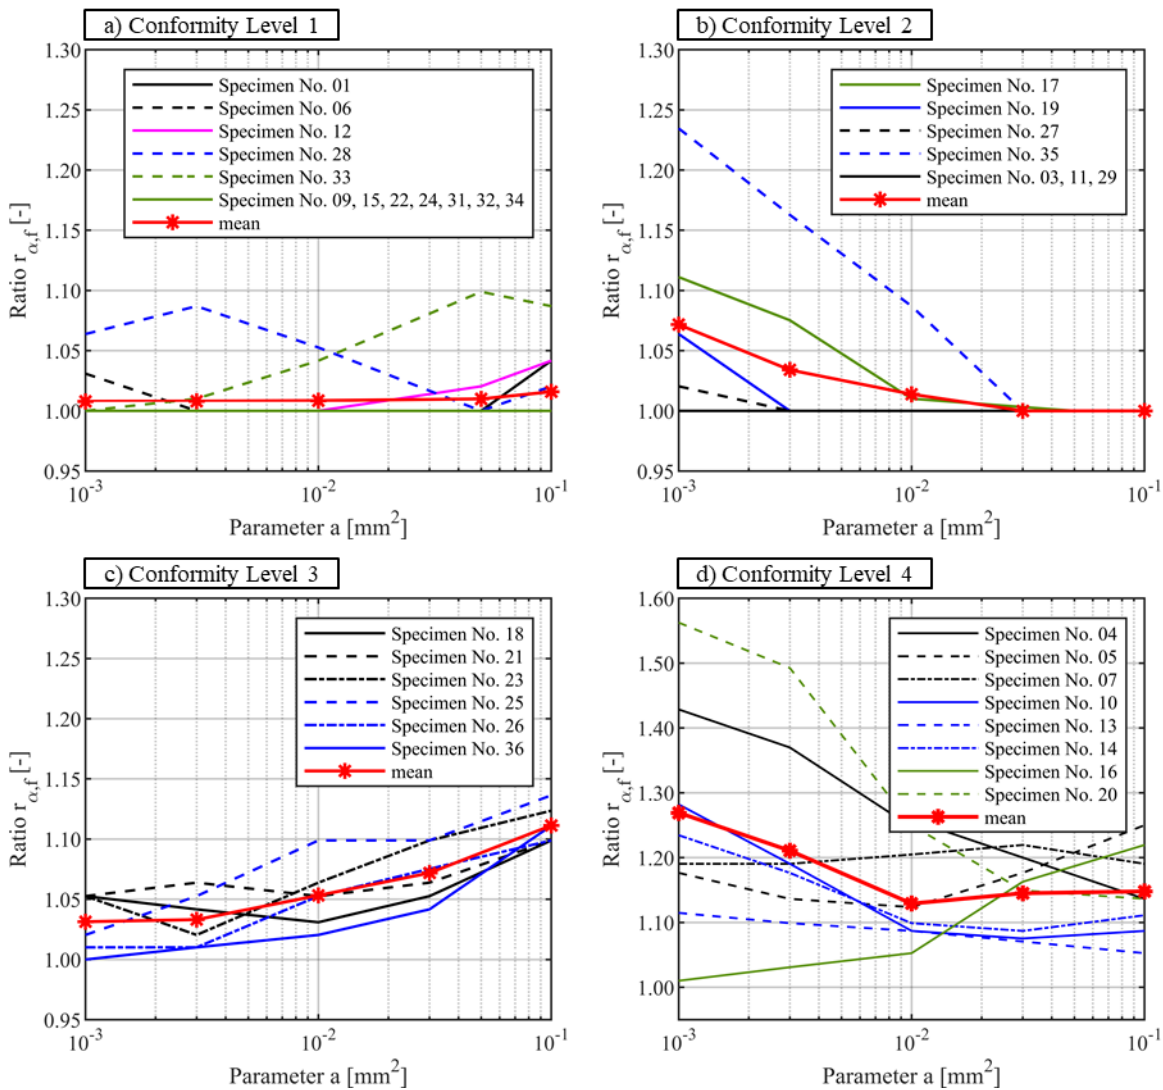 a) Conformity Level 1
1.30
1.25
1.20
1.15
1.10
1.05
1.00
0.95
Ratio rα,f [-]
Specimen No. 01
Specimen No. 06
Specimen No. 12
Specimen No. 28
Specimen No. 33
Specimen No. 09, 15, 22, 24, 31, 32, 34
mean
10-3
10-2
10-1
Parameter a [mm2]
b) Conformity Level 2
1.30
1.25
1.20
1.15
1.10
1.05
1.00
0.95
Ratio rα,f [-]
Specimen No. 17
Specimen No. 19
Specimen No. 27
Specimen No. 35
Specimen No. 03, 11, 29
mean
10-3
10-2
10-1
Parameter a [mm2]
c) Conformity Level 3
1.30
1.25
1.20
1.15
1.10
1.05
1.00
0.95
Ratio rα,f [-]
Specimen No. 18
Specimen No. 21
Specimen No. 23
Specimen No. 25
Specimen No. 26
Specimen No. 36
mean
10-3
10-2
10-1
Parameter a [mm2]
d) Conformity Level 4
1.60
1.50
1.40
1.30
1.20
1.10
1.00
Ratio rα,f [-]
Specimen No. 04
Specimen No. 05
Specimen No. 07
Specimen No. 10
Specimen No. 13
Specimen No. 14
Specimen No. 16
Specimen No. 20
mean
10-3
10-2
10-1
Parameter a [mm2]